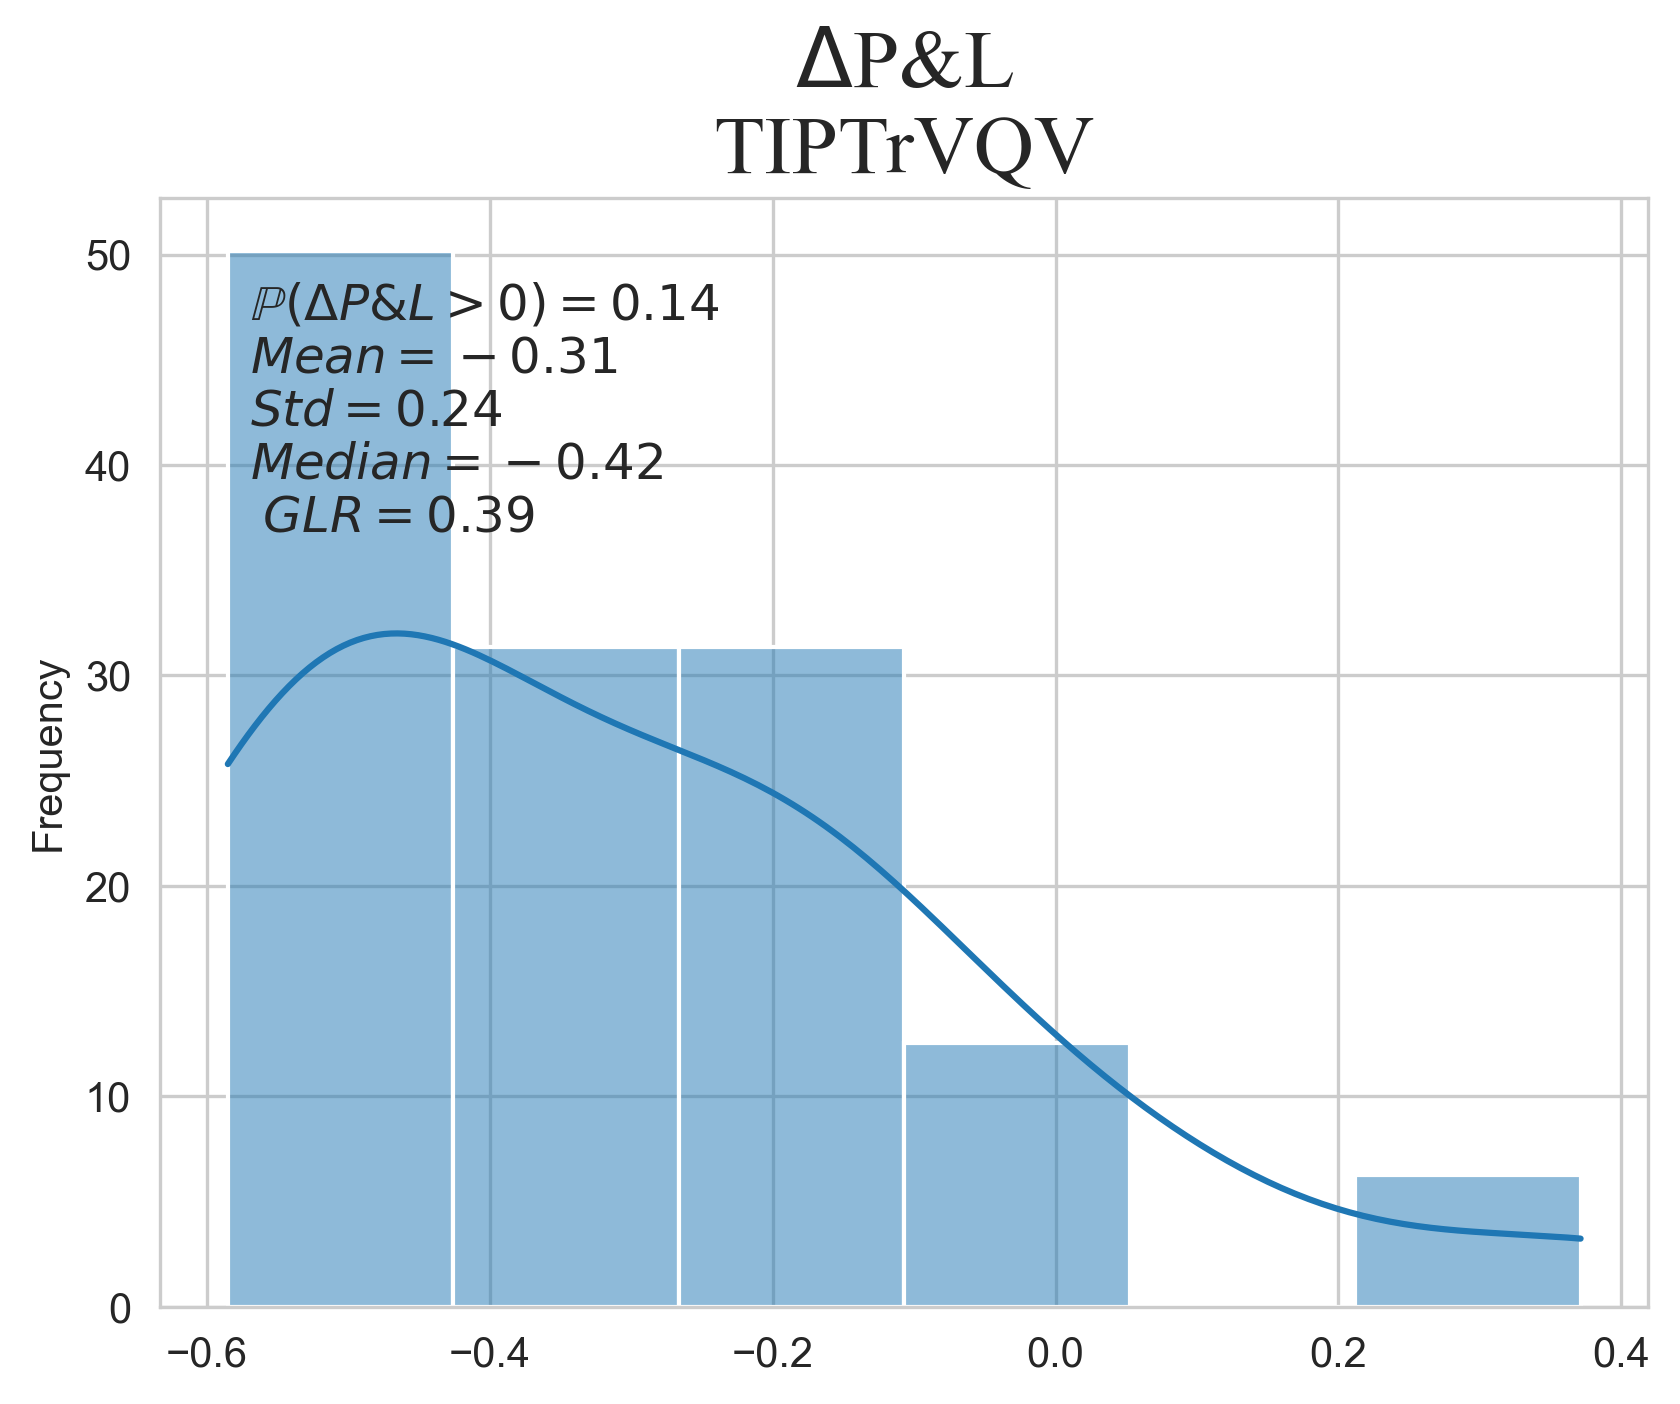 ΔP&L
TIPTrVQV
ℙ(ΔP&L > 0) = 0.14
Mean = −0.31
Std = 0.24
Median = −0.42
GLR = 0.39
Frequency
50
40
30
20
10
0
−0.6 −0.4 −0.2 0.0 0.2 0.4